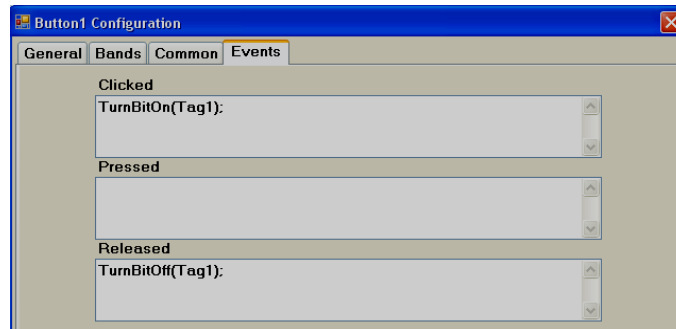 Button1 Configuration
General Bands Common Events
Clicked
TurnBitOn(Tag1);
Pressed
Released
TurnBitOff(Tag1);